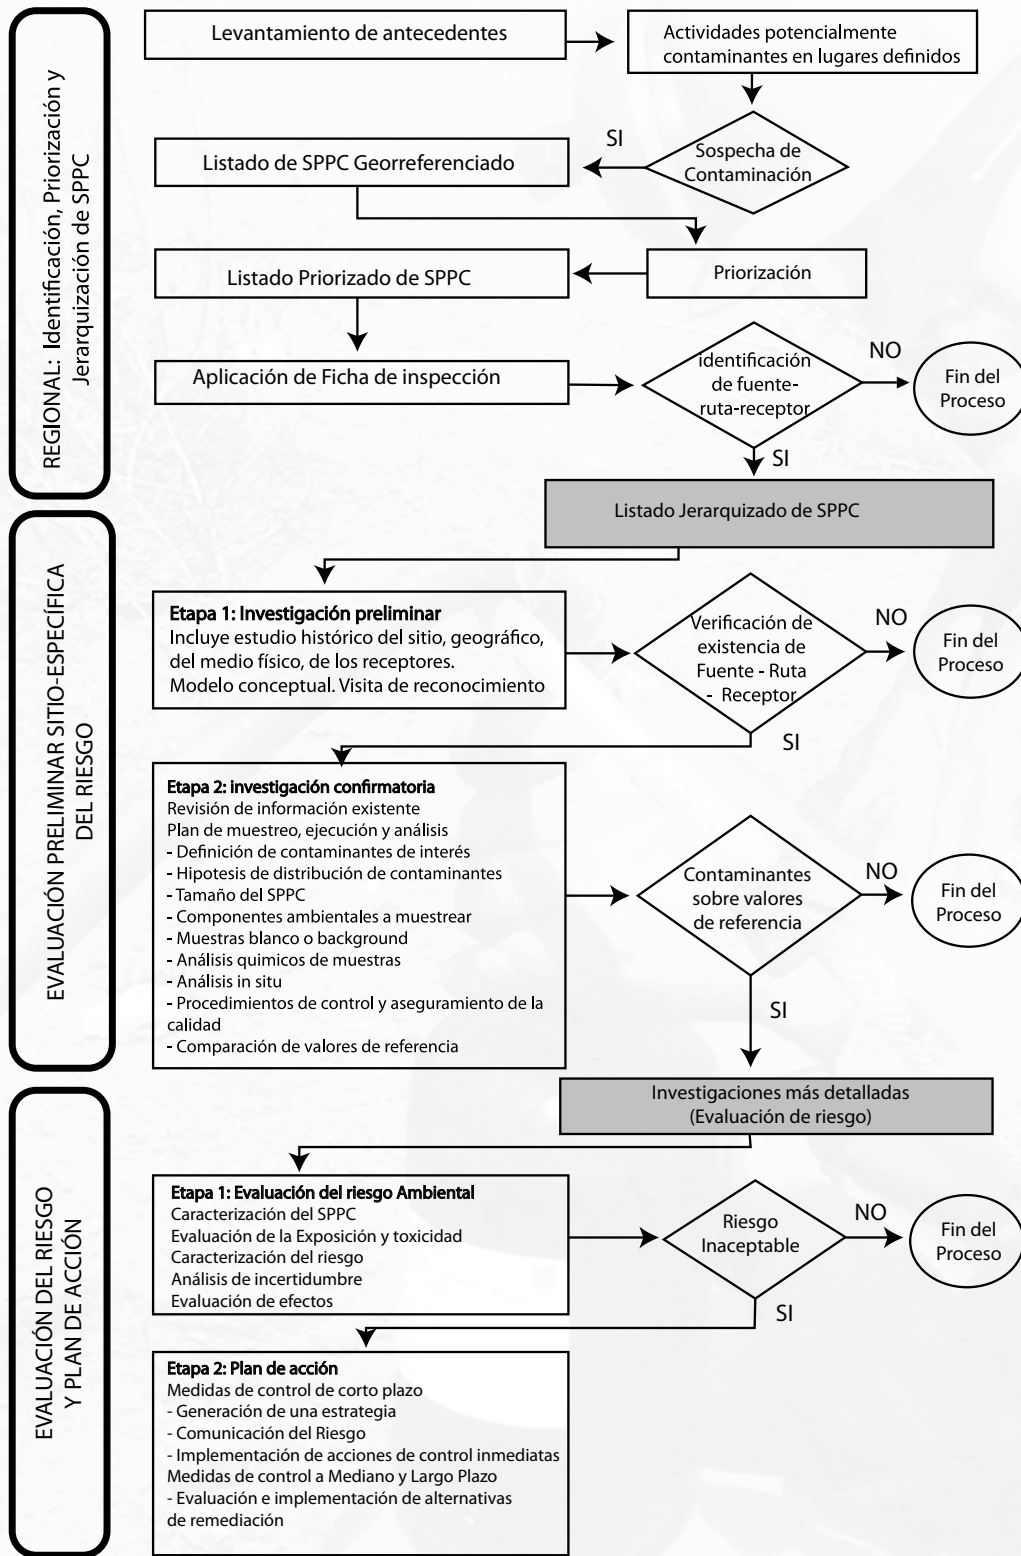 REGIONAL: Identificación, Priorización y
Jerarquización de SPPC
Levantamiento de antecedentes
Actividades potencialmente
contaminantes en lugares definidos
SI
Sospecha de
Contaminación
Listado de SPPC Georreferenciado
Priorización
Listado Priorizado de SPPC
Aplicación de Ficha de inspección
identificación
de fuente-
ruta-receptor
NO
Fin del
Proceso
SI
Listado Jerarquizado de SPPC
EVALUACIÓN PRELIMINAR SITIO-ESPECÍFICA
DEL RIESGO
Etapa 1: Investigación preliminar
Incluye estudio histórico del sitio, geográfico,
del medio físico, de los receptores.
Modelo conceptual. Visita de reconocimiento
Verificación de
existencia de
Fuente - Ruta
- Receptor
NO
Fin del
Proceso
SI
Etapa 2: investigación confirmatoria
Revisión de información existente
Plan de muestreo, ejecución y análisis
- Definición de contaminantes de interés
- Hipotesis de distribución de contaminantes
- Tamaño del SPPC
- Componentes ambientales a muestrear
- Muestras blanco o background
- Análisis quimicos de muestras
- Análisis in situ
- Procedimientos de control y aseguramiento de la
calidad
- Comparación de valores de referencia
Contaminantes
sobre valores
de referencia
NO
Fin del
Proceso
SI
Investigaciones más detalladas
(Evaluación de riesgo)
EVALUACIÓN DEL RIESGO
Y PLAN DE ACCIÓN
Etapa 1: Evaluación del riesgo Ambiental
Caracterización del SPPC
Evaluación de la Exposición y toxicidad
Caracterización del riesgo
Análisis de incertidumbre
Evaluación de efectos
Riesgo
Inaceptable
NO
Fin del
Proceso
SI
Etapa 2: Plan de acción
Medidas de control de corto plazo
- Generación de una estrategia
- Comunicación del Riesgo
- Implementación de acciones de control inmediatas
Medidas de control a Mediano y Largo Plazo
- Evaluación e implementación de alternativas
de remediación